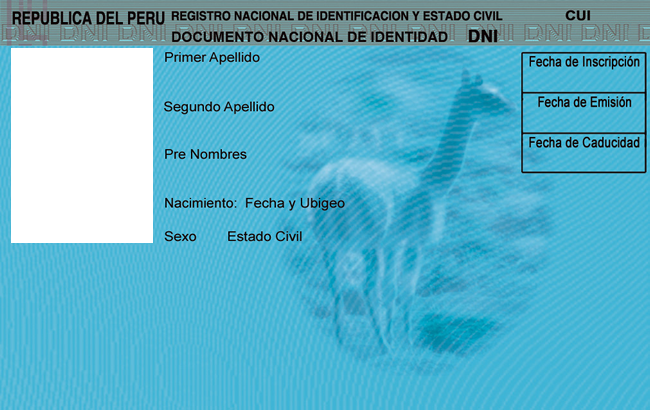 REPUBLICA DEL PERU REGISTRO NACIONAL DE IDENTIFICACION Y ESTADO CIVIL CUI
DOCUMENTO NACIONAL DE IDENTIDAD DNI
Primer Apellido
Fecha de Inscripción
Segundo Apellido
Fecha de Emisión
Fecha de Caducidad
Pre Nombres
Nacimiento: Fecha y Ubigeo
Sexo Estado Civil